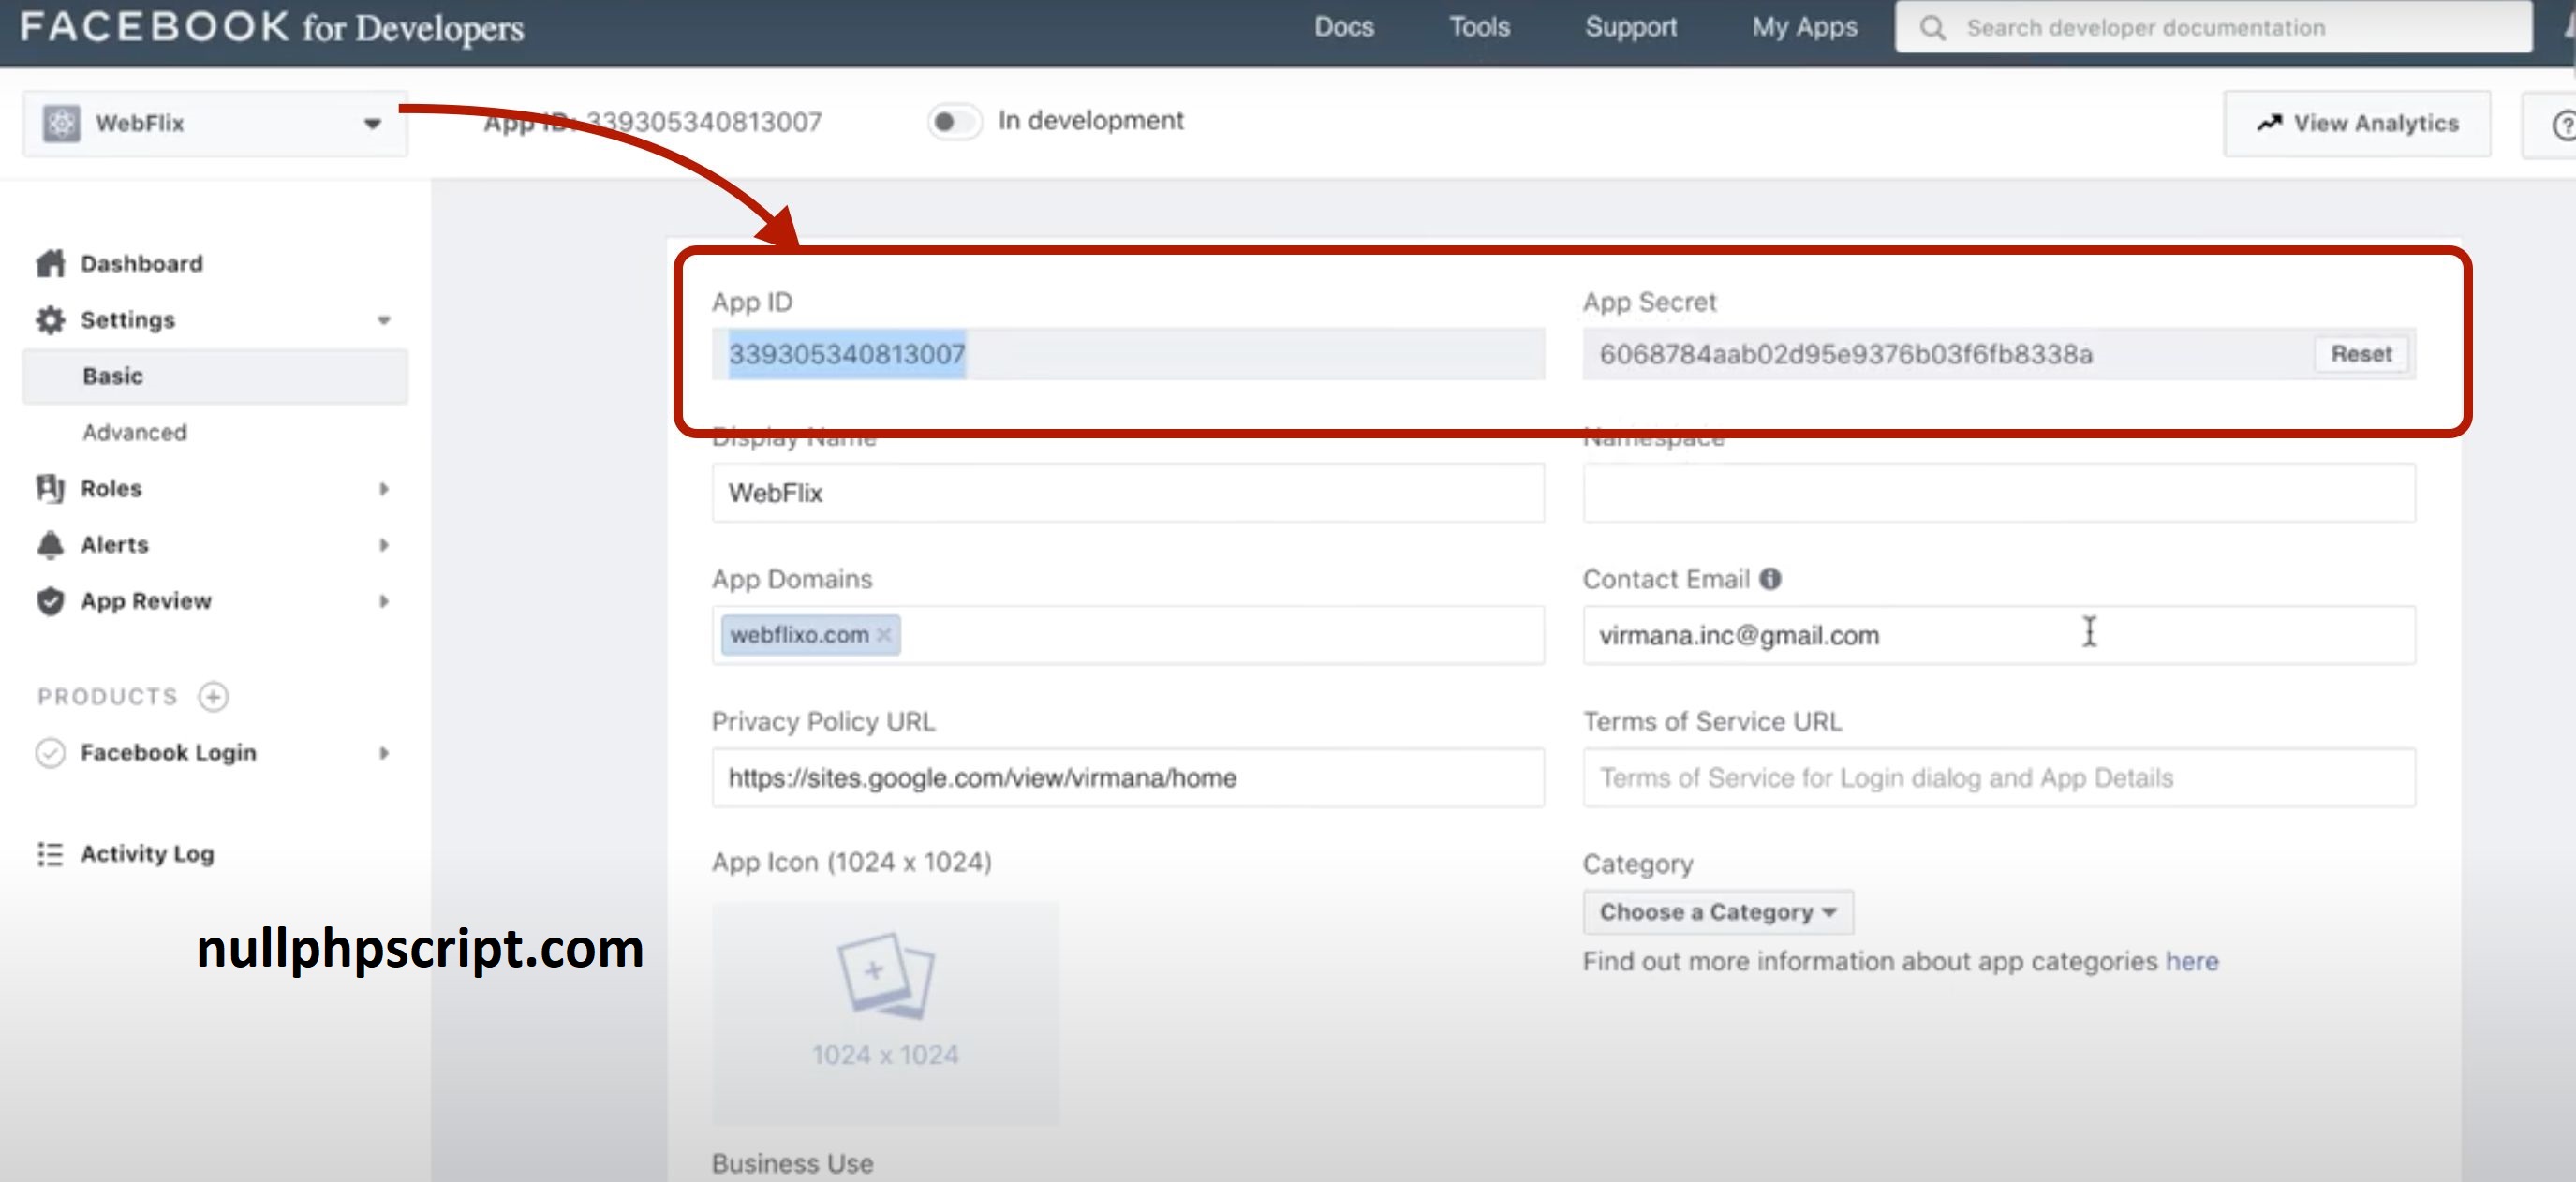 FACEBOOK for Developers
Docs
Tools
Support
My Apps
Search developer documentation
WebFlix
App ID: 339305340813007
In development
View Analytics
Dashboard
Settings
Basic
Advanced
Roles
Alerts
App Review
PRODUCTS
Facebook Login
Activity Log
nullphpscript.com
App ID
339305340813007
App Secret
6068784aab02d95e9376b03f6fb8338a
Reset
Display Name
WebFlix
Namespace
App Domains
webflixo.com
Contact Email
virmana.inc@gmail.com
Privacy Policy URL
https://sites.google.com/view/virmana/home
Terms of Service URL
Terms of Service for Login dialog and App Details
App Icon (1024 x 1024)
1024 x 1024
Category
Choose a Category
Find out more information about app categories here
Business Use